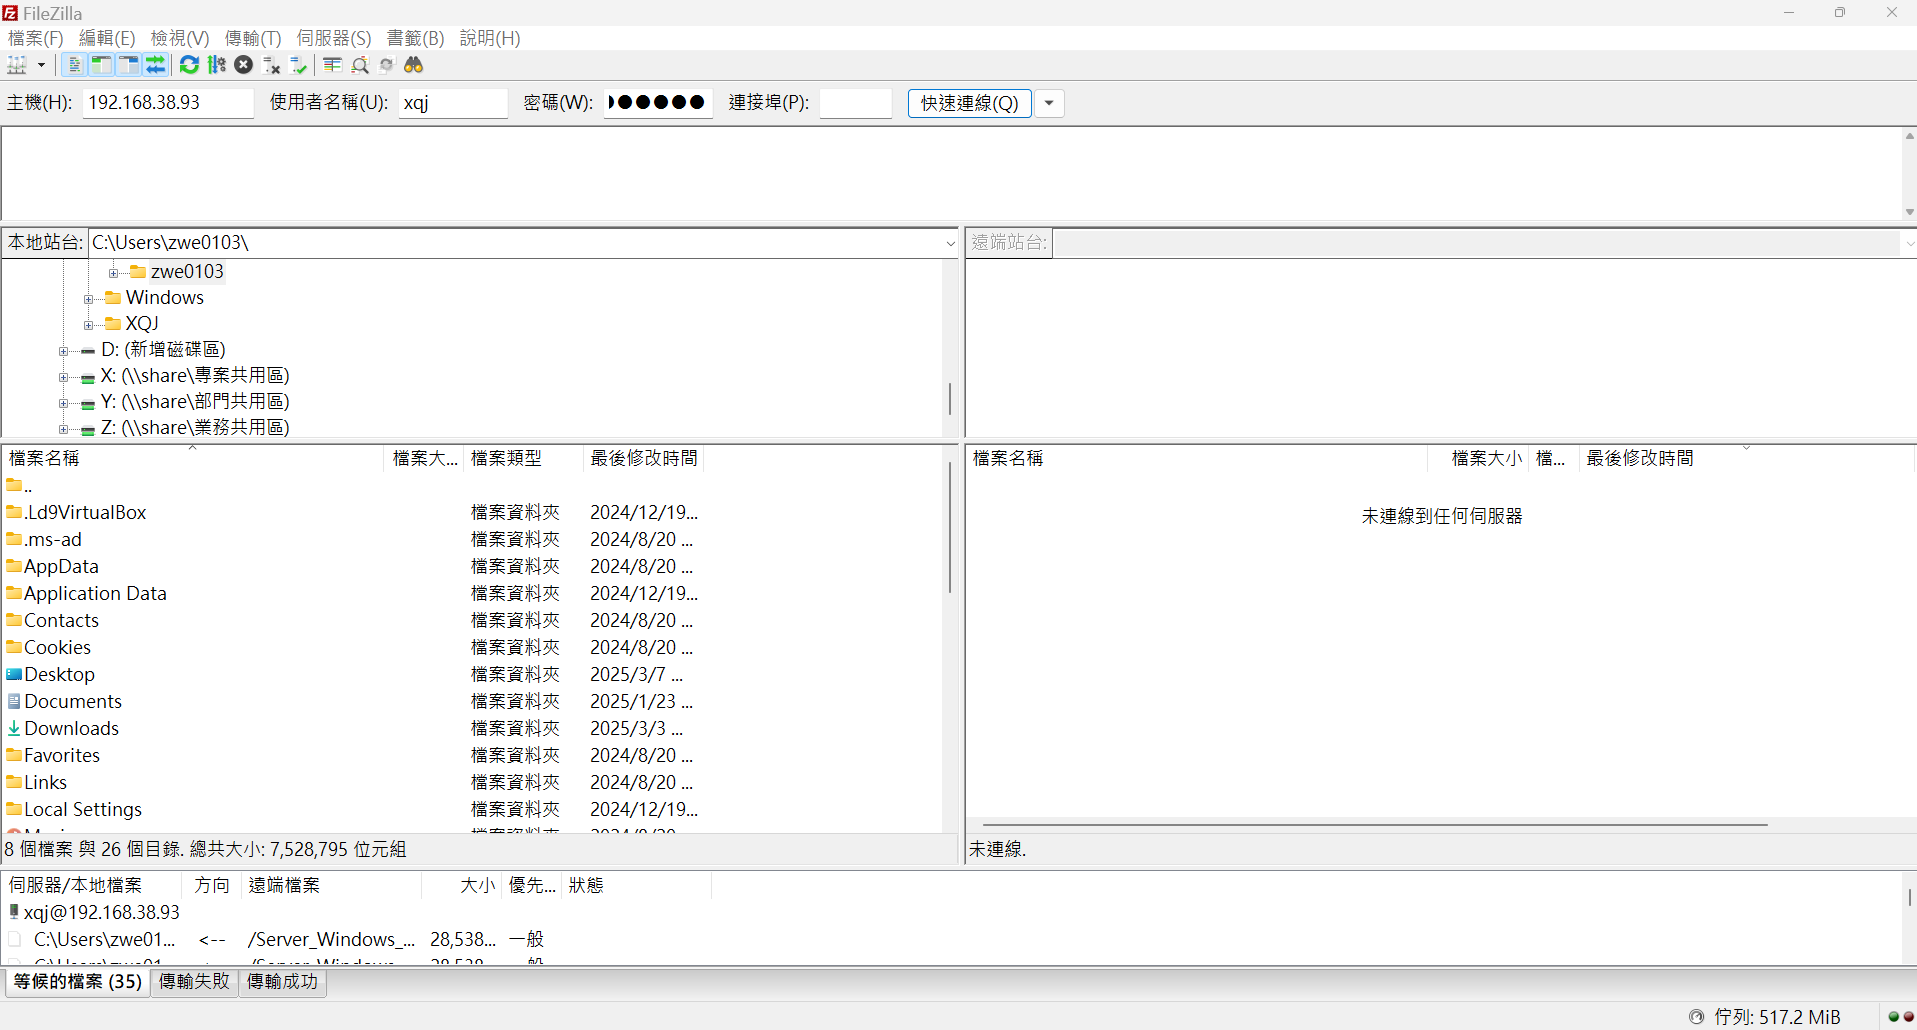 FileZilla
檔案(F) 編輯(E) 檢視(V) 傳輸(T) 伺服器(S) 書籤(B) 說明(H)
主機(H): 192.168.38.93 使用者名稱(U): xqj 密碼(W): ●●●●●● 連接埠(P): 快速連線(Q)
本地站台: C:\Users\zwe0103\ 遠端站台:
zwe0103
Windows
XQJ
D: (新增磁碟區)
X: (\\share\專案共用區)
Y: (\\share\部門共用區)
Z: (\\share\業務共用區)
檔案名稱 檔案大... 檔案類型 最後修改時間
..
.Ld9VirtualBox 檔案資料夾 2024/12/19...
.ms-ad 檔案資料夾 2024/8/20 ...
AppData 檔案資料夾 2024/8/20 ...
Application Data 檔案資料夾 2024/12/19...
Contacts 檔案資料夾 2024/8/20 ...
Cookies 檔案資料夾 2024/8/20 ...
Desktop 檔案資料夾 2025/3/7 ...
Documents 檔案資料夾 2025/1/23 ...
Downloads 檔案資料夾 2025/3/3 ...
Favorites 檔案資料夾 2024/8/20 ...
Links 檔案資料夾 2024/8/20 ...
Local Settings 檔案資料夾 2024/12/19...
8 個檔案 與 26 個目錄. 總共大小: 7,528,795 位元組
檔案名稱 檔案大小 檔... 最後修改時間
未連線到任何伺服器
未連線.
伺服器/本地檔案 方向 遠端檔案 大小 優先... 狀態
xqj@192.168.38.93
C:\Users\zwe01... <-- /Server_Windows_... 28,538... 一般
等候的檔案 (35) 傳輸失敗 傳輸成功
佇列: 517.2 MiB